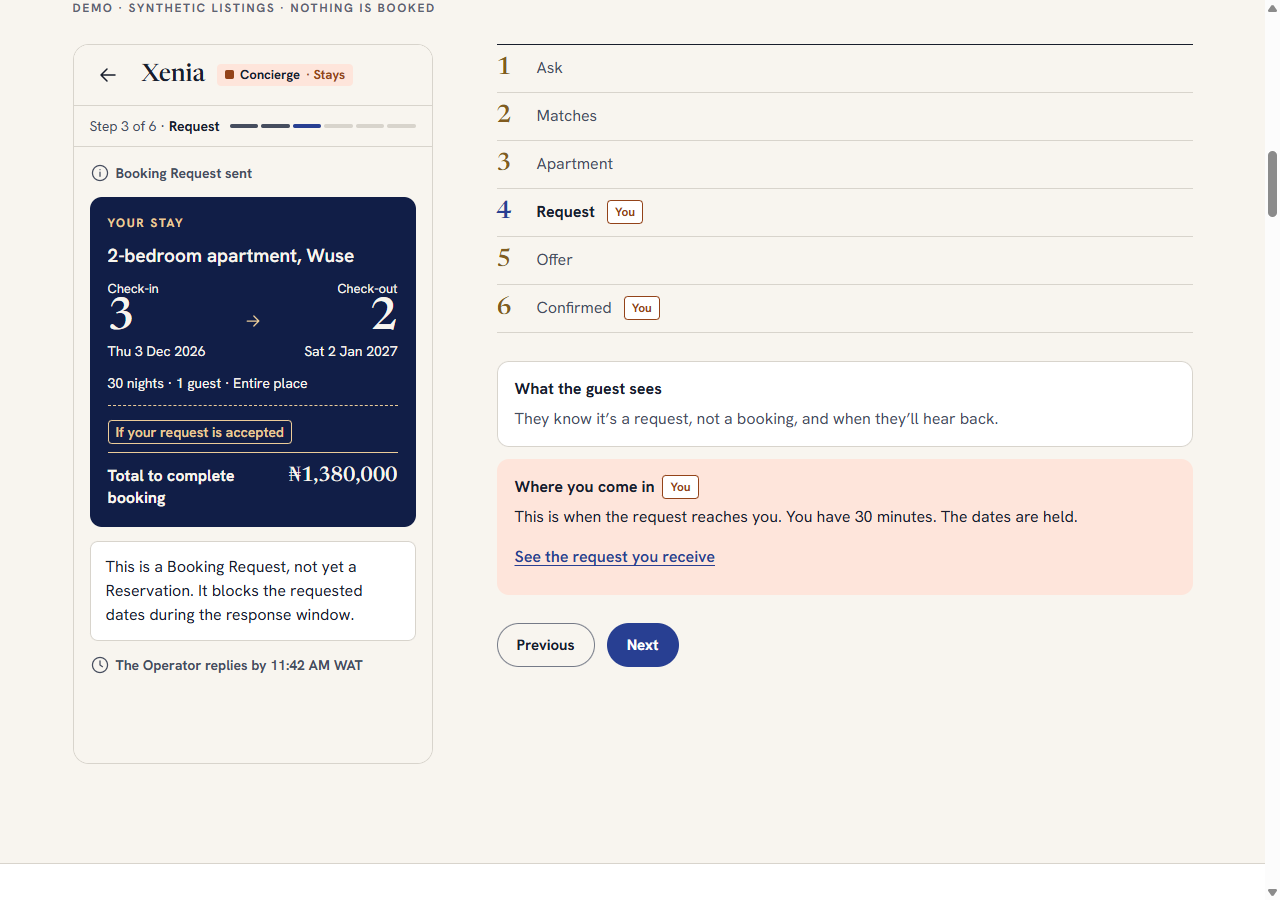 DEMO · SYNTHETIC LISTINGS · NOTHING IS BOOKED
Xenia
Concierge · Stays
Step 3 of 6 · Request
Booking Request sent
YOUR STAY
2-bedroom apartment, Wuse
Check-in
Check-out
3
→
2
Thu 3 Dec 2026
Sat 2 Jan 2027
30 nights · 1 guest · Entire place
If your request is accepted
Total to complete
booking
₦1,380,000
This is a Booking Request, not yet a
Reservation. It blocks the requested
dates during the response window.
The Operator replies by 11:42 AM WAT
1 Ask
2 Matches
3 Apartment
4 Request You
5 Offer
6 Confirmed You
What the guest sees
They know it’s a request, not a booking, and when they’ll hear back.
Where you come in You
This is when the request reaches you. You have 30 minutes. The dates are held.
See the request you receive
Previous
Next